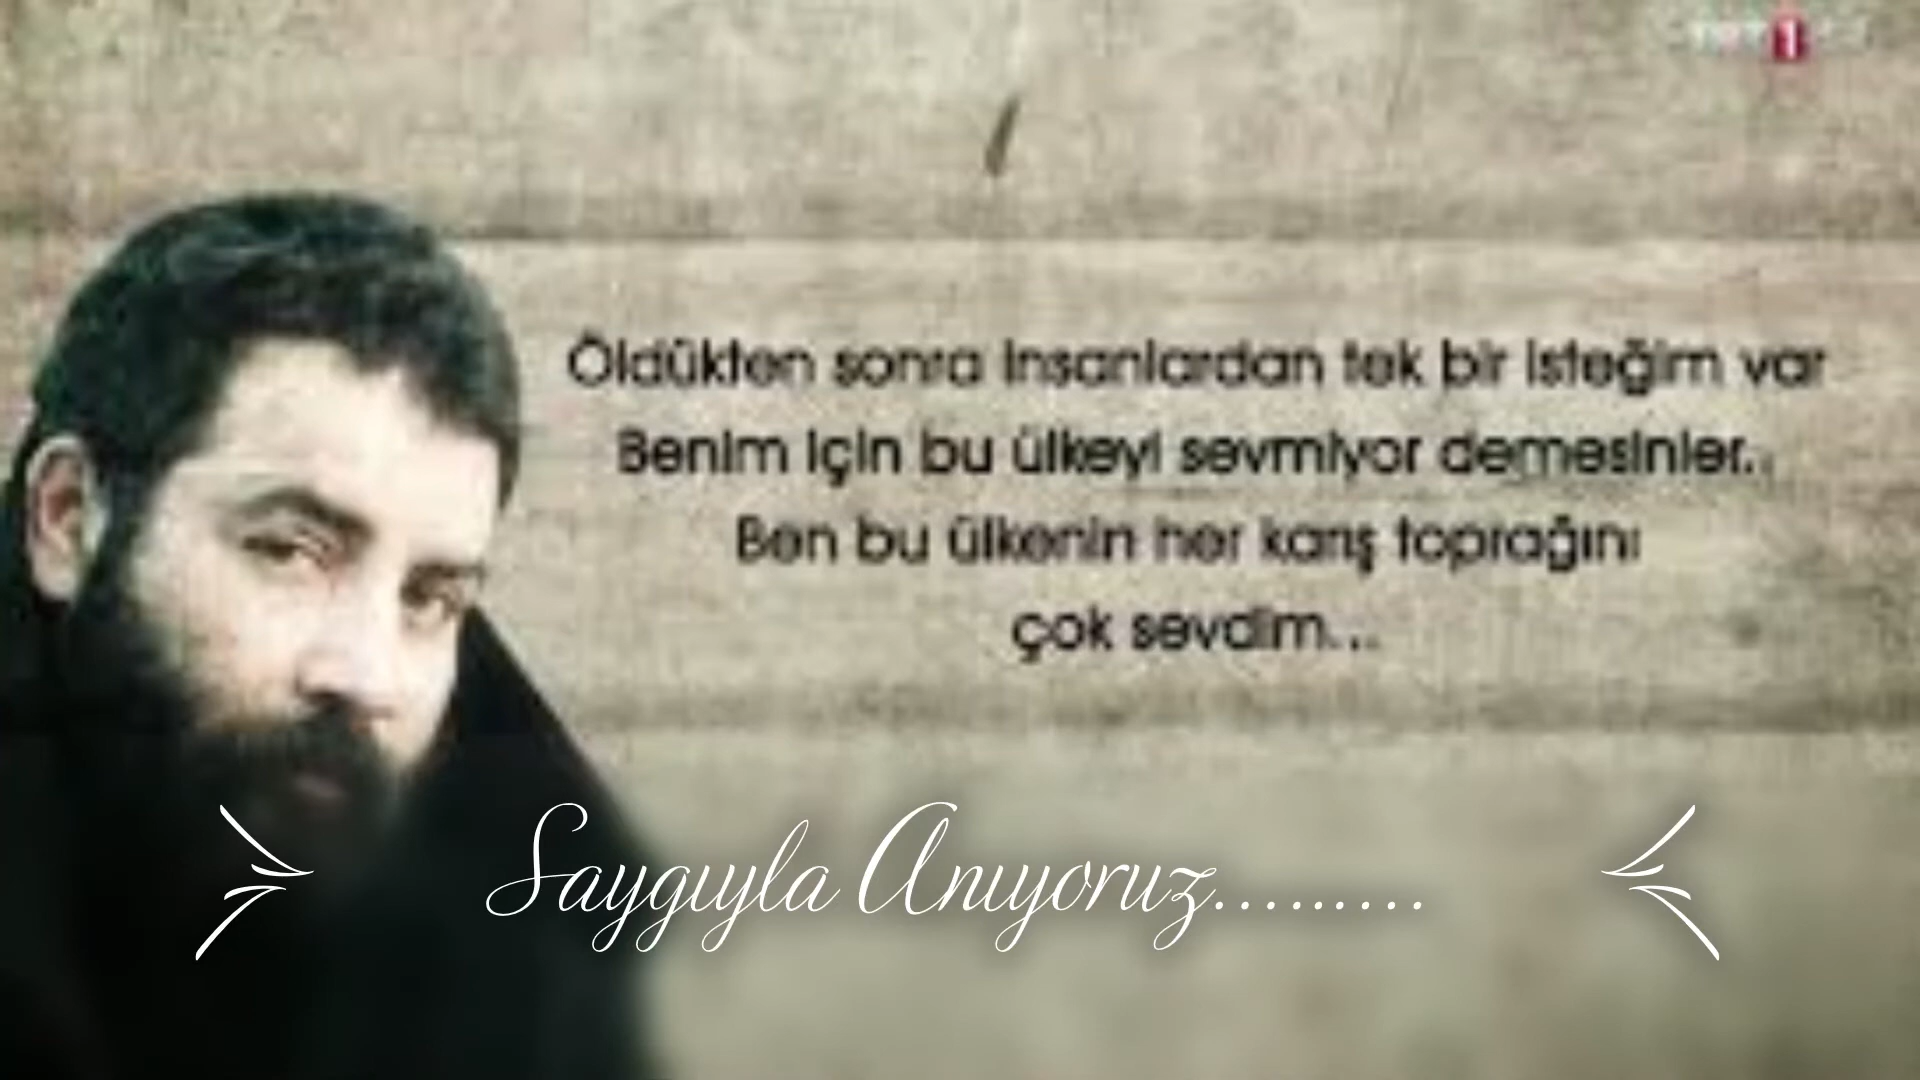 Öldükten sonra insanlardan tek bir isteğim var
Benim için bu ülkeyi sevmiyor demesinler..
Ben bu ülkenin her karış toprağını
çok sevdim...
Saygıyla Anıyoruz.........